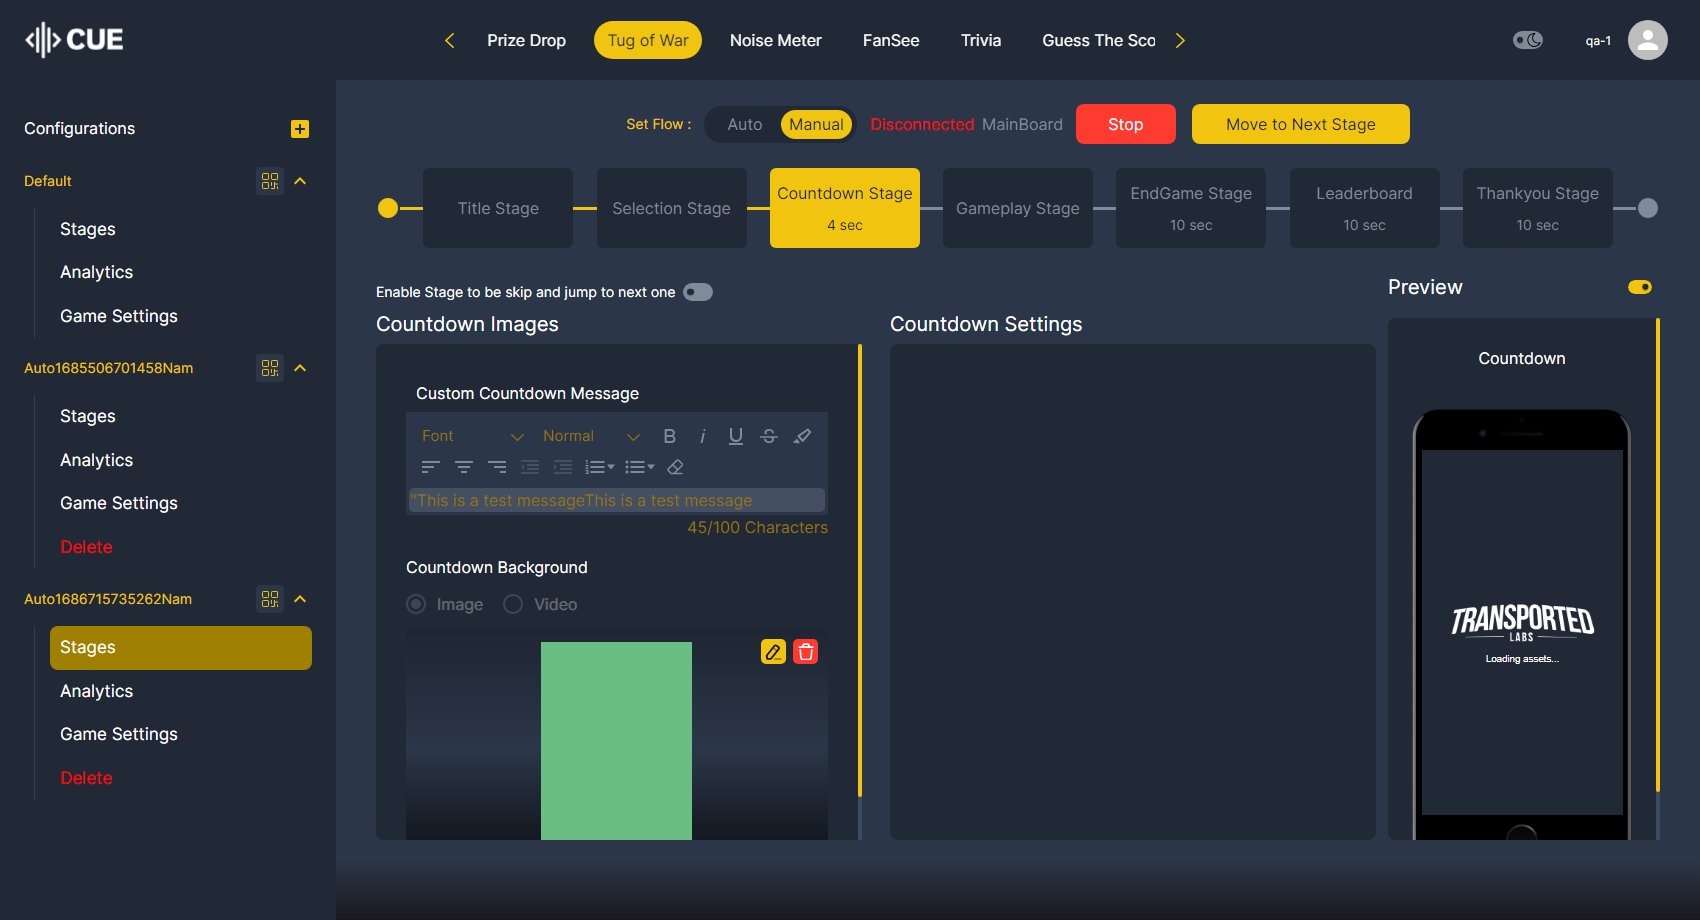 CUE
Prize Drop
Tug of War
Noise Meter
FanSee
Trivia
Guess The Sco
qa-1
Configurations
Default
Stages
Analytics
Game Settings
Auto1685506701458Nam
Stages
Analytics
Game Settings
Delete
Auto1686715735262Nam
Stages
Analytics
Game Settings
Delete
Set Flow :
Auto
Manual
Disconnected MainBoard
Stop
Move to Next Stage
Title Stage
Selection Stage
Countdown Stage
4 sec
Gameplay Stage
EndGame Stage
10 sec
Leaderboard
10 sec
Thankyou Stage
10 sec
Enable Stage to be skip and jump to next one
Countdown Images
Custom Countdown Message
Font
Normal
B i U S
"This is a test messageThis is a test message
45/100 Characters
Countdown Background
Image
Video
Countdown Settings
Preview
Countdown
TRANSPORTED
LABS
Loading assets...